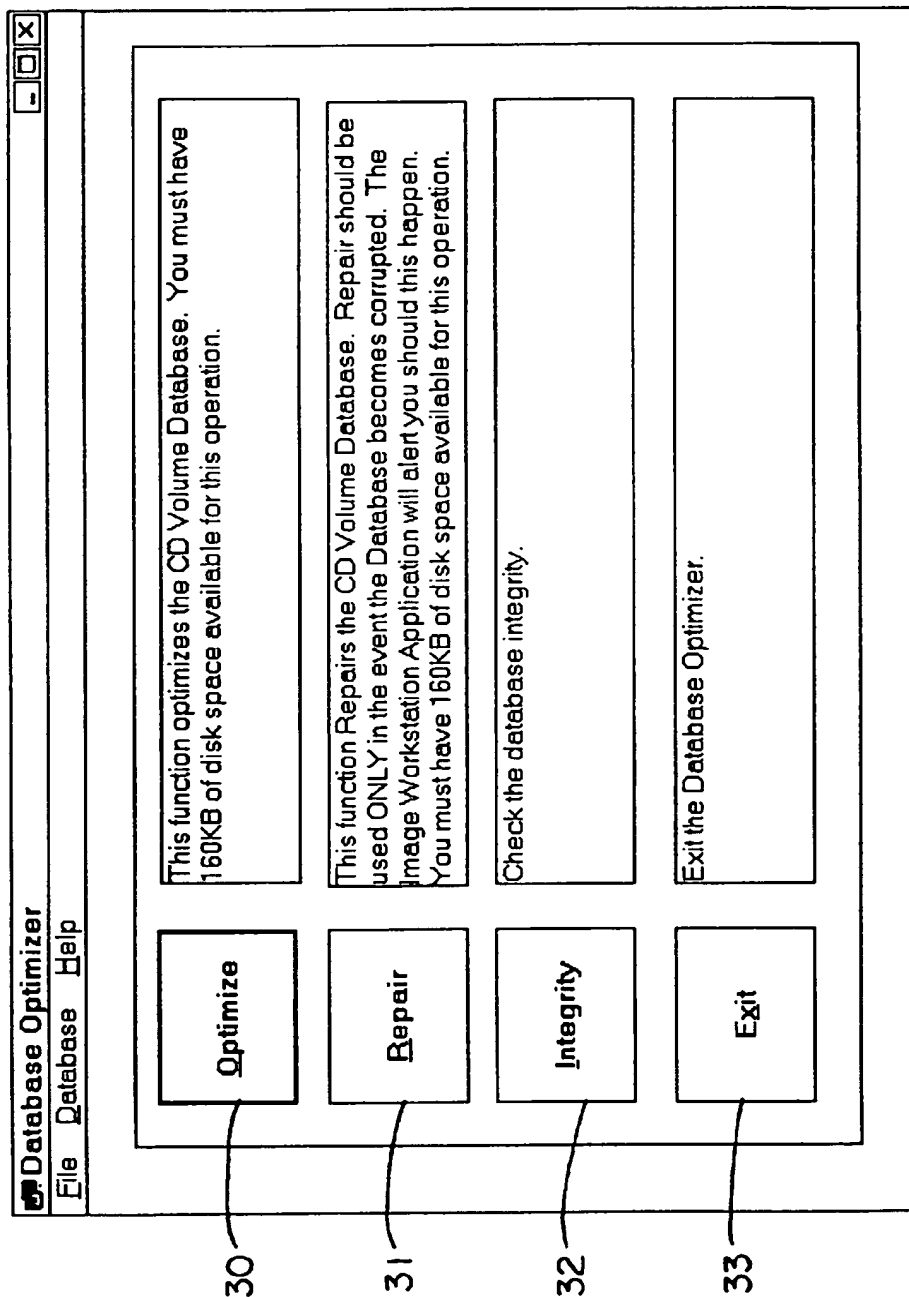 Database Optimizer
File Database Help
30
Optimize
This function optimizes the CD Volume Database. You must have
160KB of disk space available for this operation.
31
Repair
This function Repairs the CD Volume Database. Repair should be
used ONLY in the event the Database becomes corrupted. The
Image Workstation Application will alert you should this happen.
You must have 160KB of disk space available for this operation.
32
Integrity
Check the database integrity.
33
Exit
Exit the Database Optimizer.